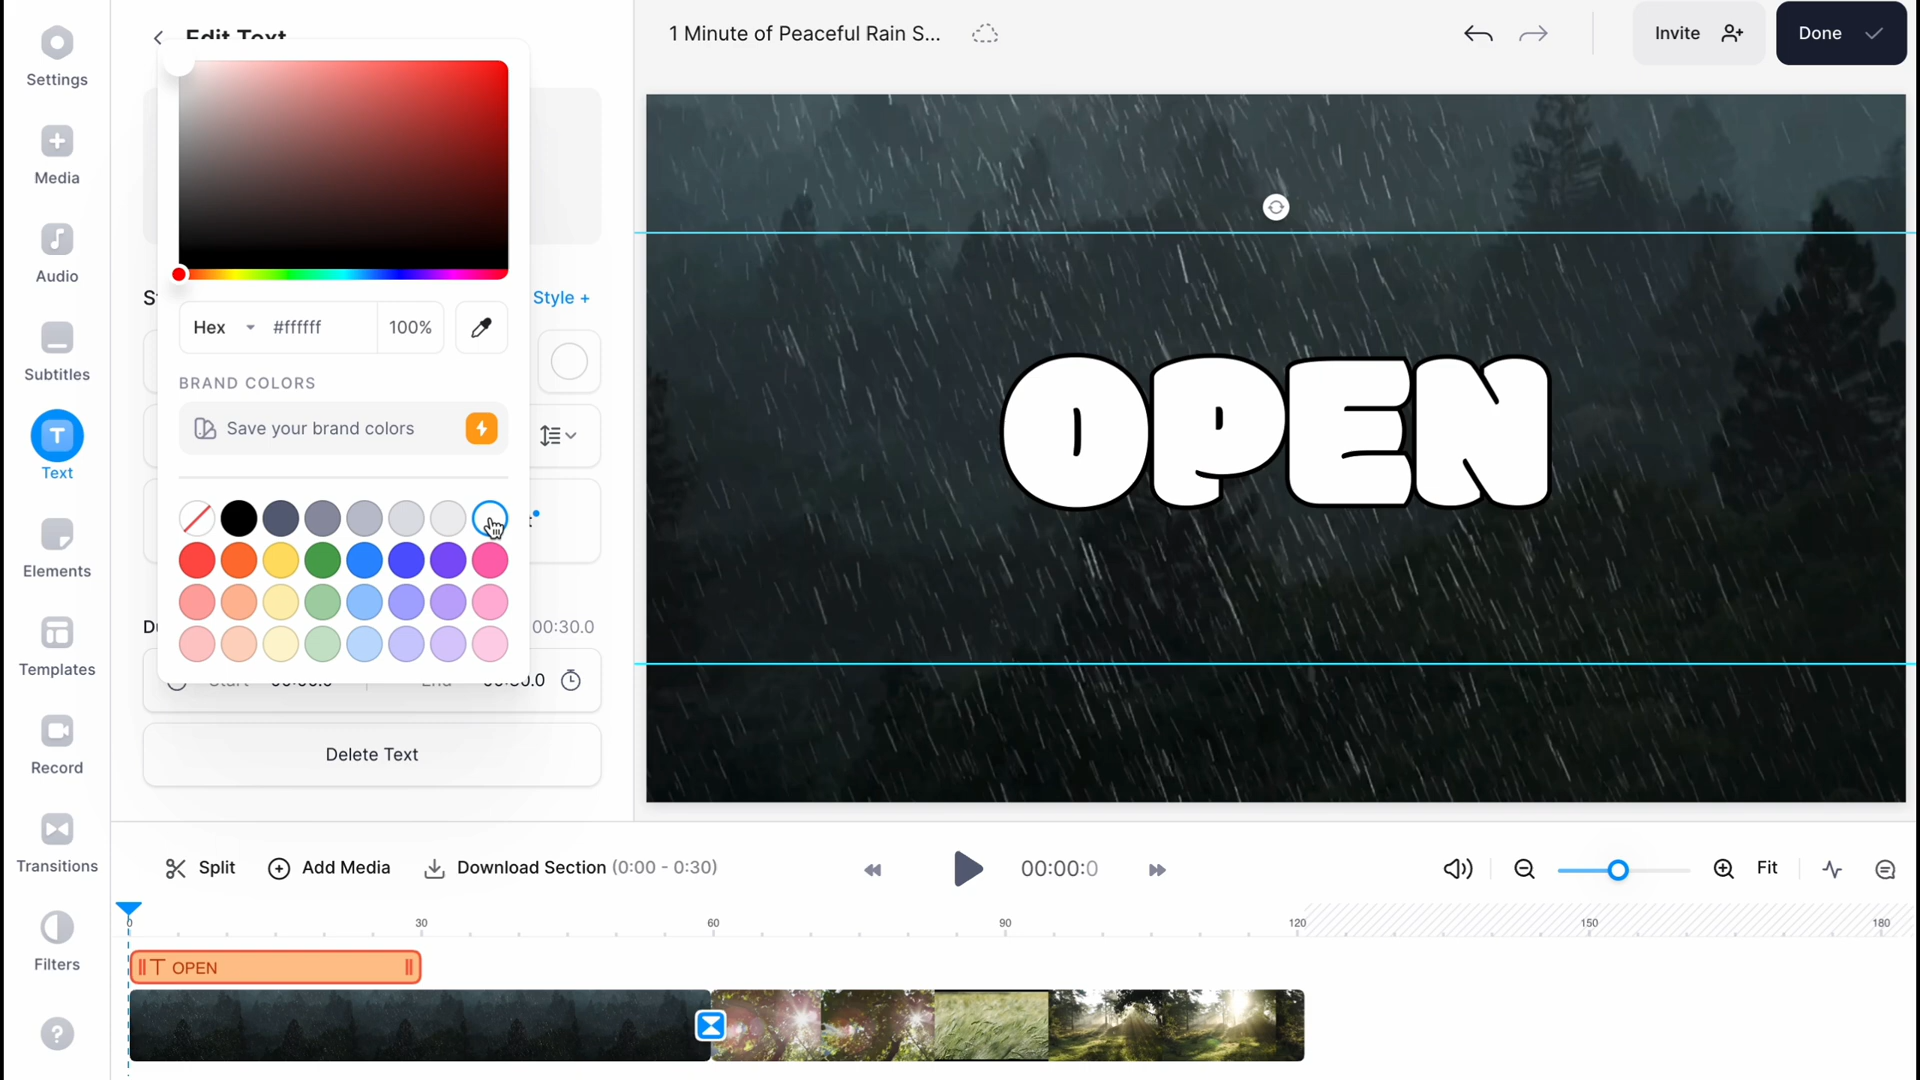 Settings
Media
Audio
Subtitles
Text
Elements
Templates
Record
Transitions
Filters
?
Edit Text
Style +
Hex #ffffff 100%
BRAND COLORS
Save your brand colors
00:30.0
Delete Text
1 Minute of Peaceful Rain S...
Invite
Done
OPEN
Split
Add Media
Download Section (0:00 - 0:30)
00:00:0
Fit
0 30 60 90 120 150 180
T OPEN